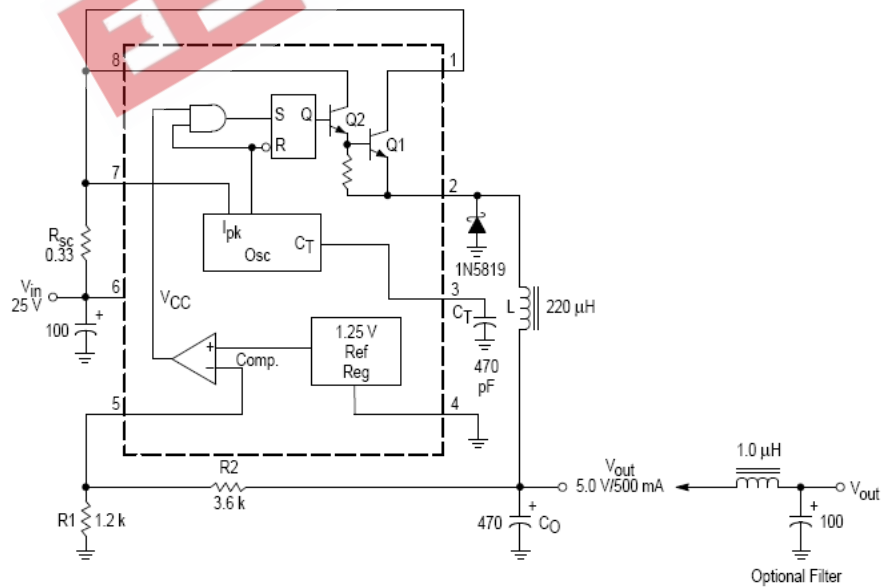 8
1
S
Q
Q2
R
Q1
7
2
Ipk
Osc
CT
Rsc
0.33
1N5819
Vin
25 V
6
VCC
3
CT
L
220 µH
100
+
470
pF
+
−
Comp.
1.25 V
Ref
Reg
5
4
R2
3.6 k
Vout
5.0 V/500 mA
1.0 µH
Vout
R1
1.2 k
470
+
CO
+
100
Optional Filter